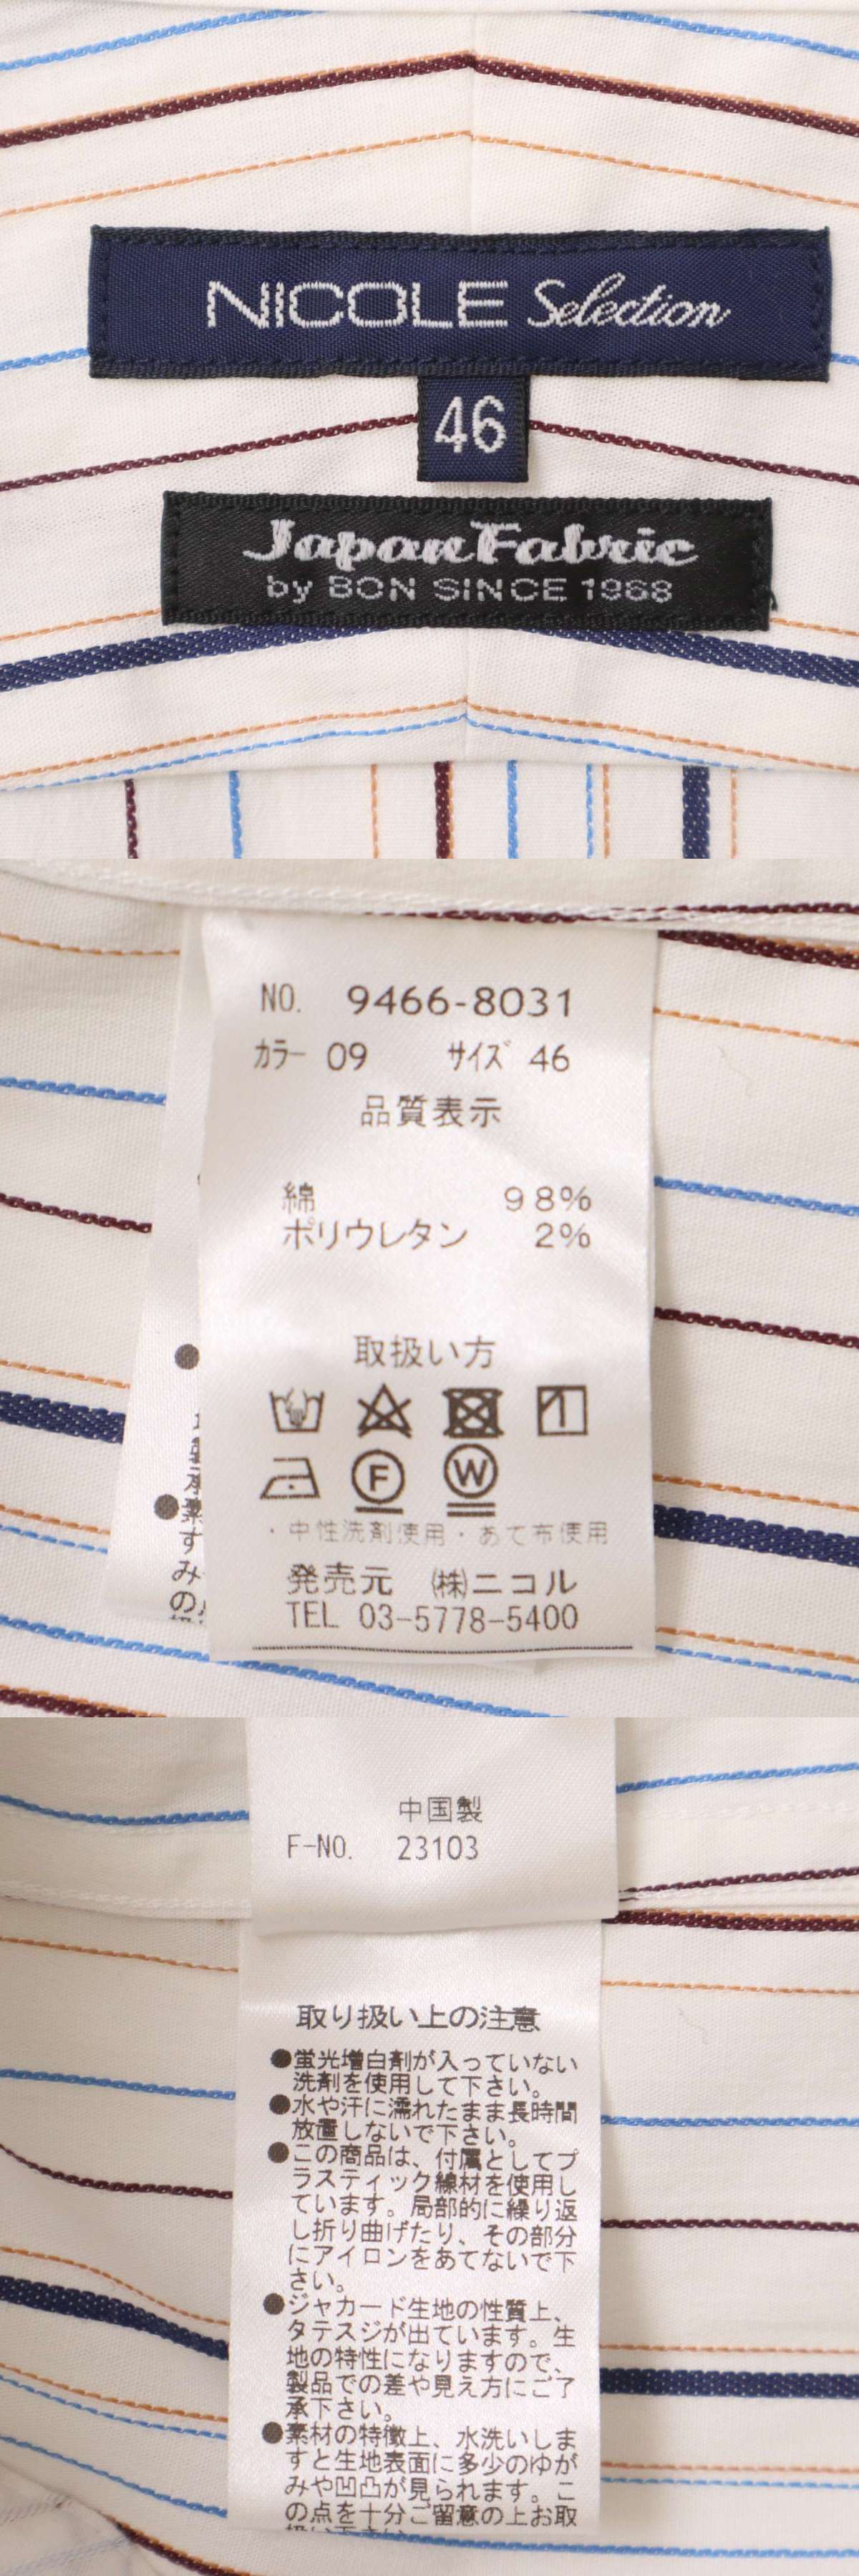 NICOLE Selection
46
Japan Fabric
by BON SINCE 1968
NO. 9466-8031
カラー 09 サイズ 46
品質表示
綿 98%
ポリウレタン 2%
取扱い方
F W
・中性洗剤使用・あて布使用
発売元 ㈱ニコル
TEL 03-5778-5400
中国製
F-NO. 23103
取り扱い上の注意
●蛍光増白剤が入っていない
洗剤を使用して下さい。
●水や汗に濡れたまま長時間
放置しないで下さい。
●この商品は、付属としてプ
ラスティック線材を使用し
ています。局部的に繰り返
し折り曲げたり、その部分
にアイロンをあてないで下
さい。
●ジャカード生地の性質上、
タテスジが出ています。生
地の特性になりますので、
製品での差や見え方にご了
承下さい。
●素材の特徴上、水洗いしま
すと生地表面に多少のゆが
みや凹凸が見られます。こ
の点を十分ご留意の上お取